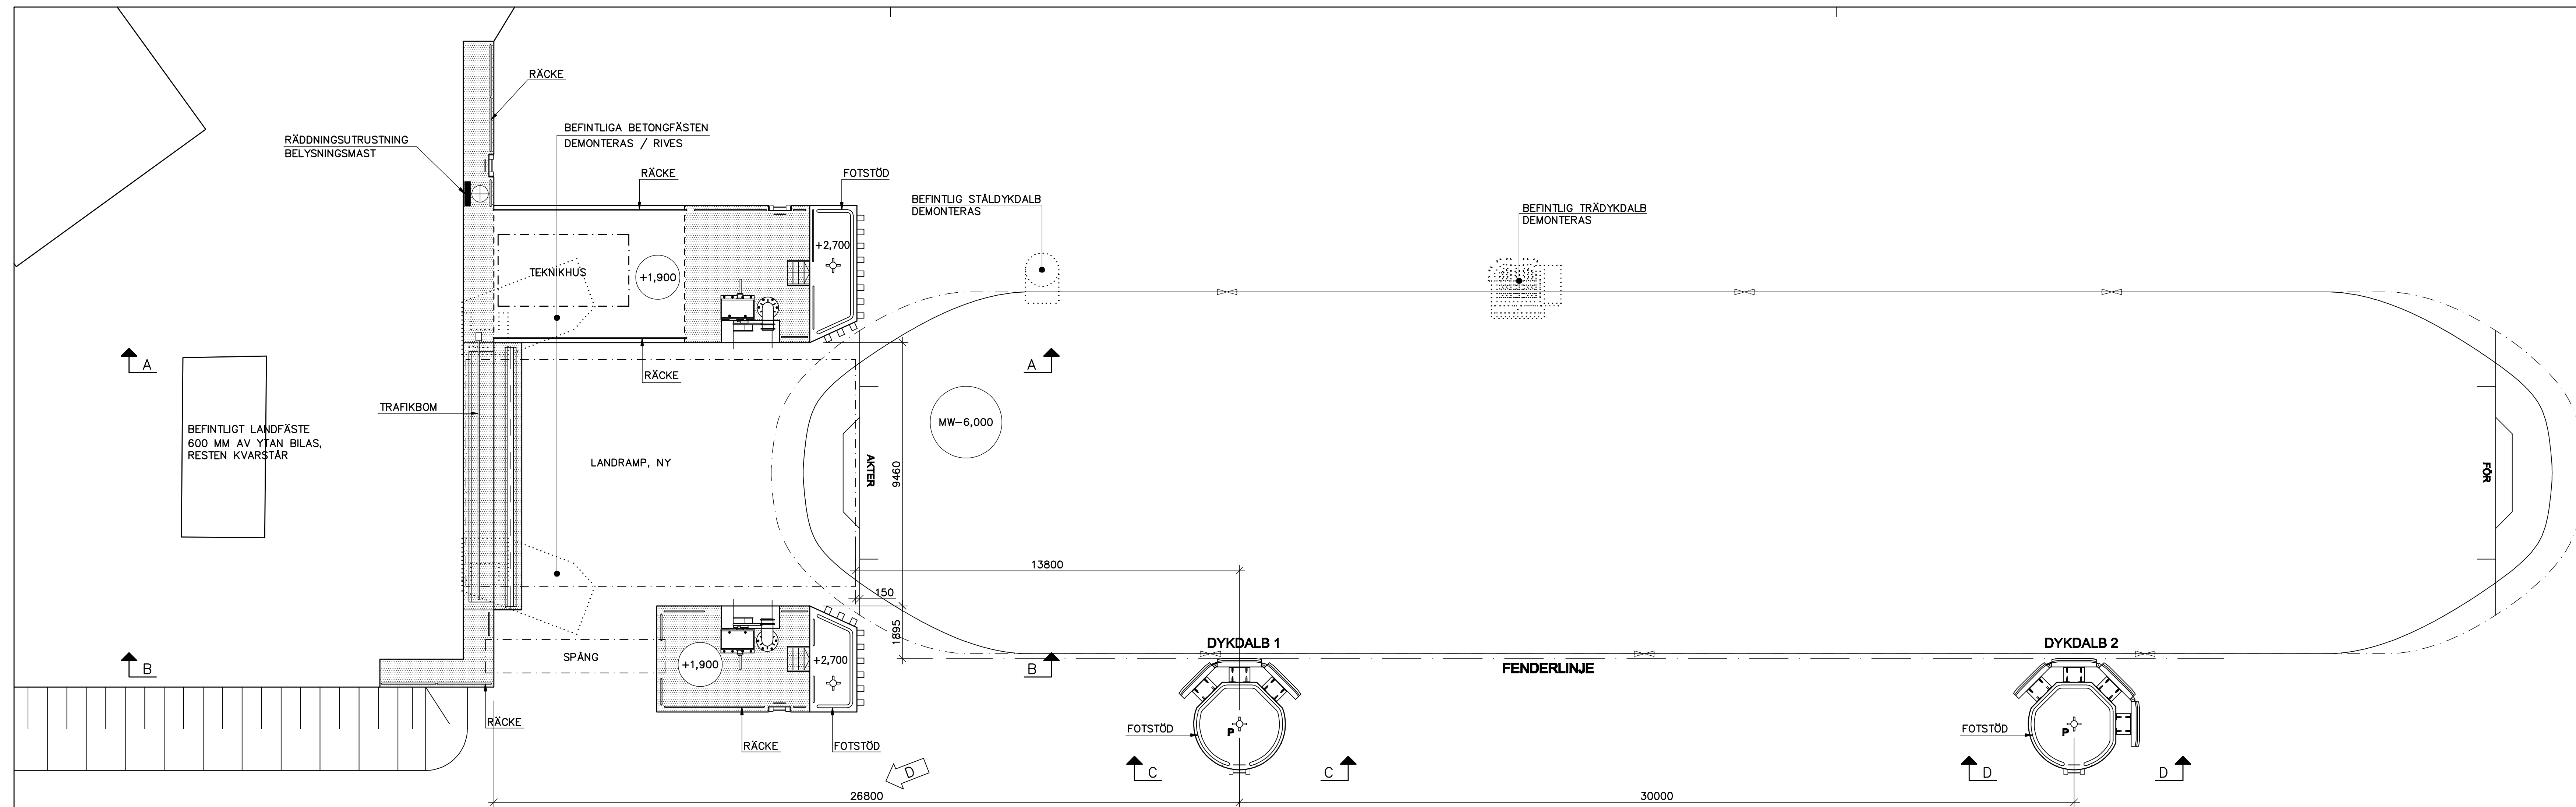 RÄCKE
BEFINTLIGA BETONGFÄSTEN
DEMONTERAS / RIVES
RÄDDNINGSUTRUSTNING
BELYSNINGSMAST
RÄCKE
FOTSTÖD
BEFINTLIG STÅLDYKDALB
DEMONTERAS
BEFINTLIG TRÄDYKDALB
DEMONTERAS
+2,700
TEKNIKHUS
+1,900
A
A
RÄCKE
TRAFIKBOM
MW-6,000
BEFINTLIGT LANDFÄSTE
600 MM AV YTAN BILAS,
RESTEN KVARSTÅR
LANDRAMP, NY
AKTER
9460
FÖR
13800
150
1895
DYKDALB 1
DYKDALB 2
B
SPÅNG
+1,900
+2,700
B
FENDERLINJE
RÄCKE
FOTSTÖD
P
FOTSTÖD
P
RÄCKE
FOTSTÖD
D
C
C
D
D
26800
30000